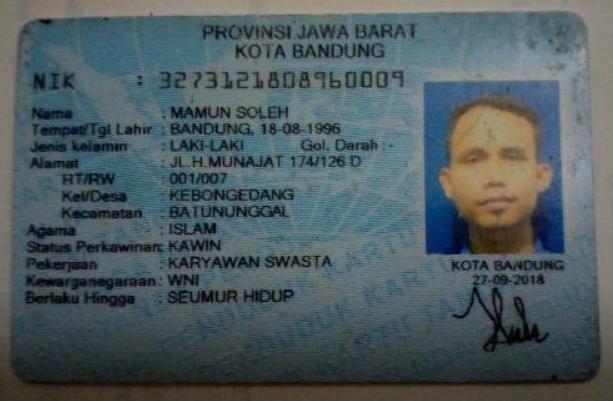 PROVINSI JAWA BARAT
KOTA BANDUNG
NIK : 3273121808960009
Nama : MAMUN SOLEH
Tempat/Tgl Lahir : BANDUNG, 18-08-1996
Jenis kelamin : LAKI-LAKI Gol. Darah : -
Alamat : JL.H.MUNAJAT 174/126 D
RT/RW : 001/007
Kel/Desa : KEBONGEDANG
Kecamatan : BATUNUNGGAL
Agama : ISLAM
Status Perkawinan: KAWIN
Pekerjaan : KARYAWAN SWASTA
Kewarganegaraan: WNI
Berlaku Hingga : SEUMUR HIDUP
KOTA BANDUNG
27-09-2018